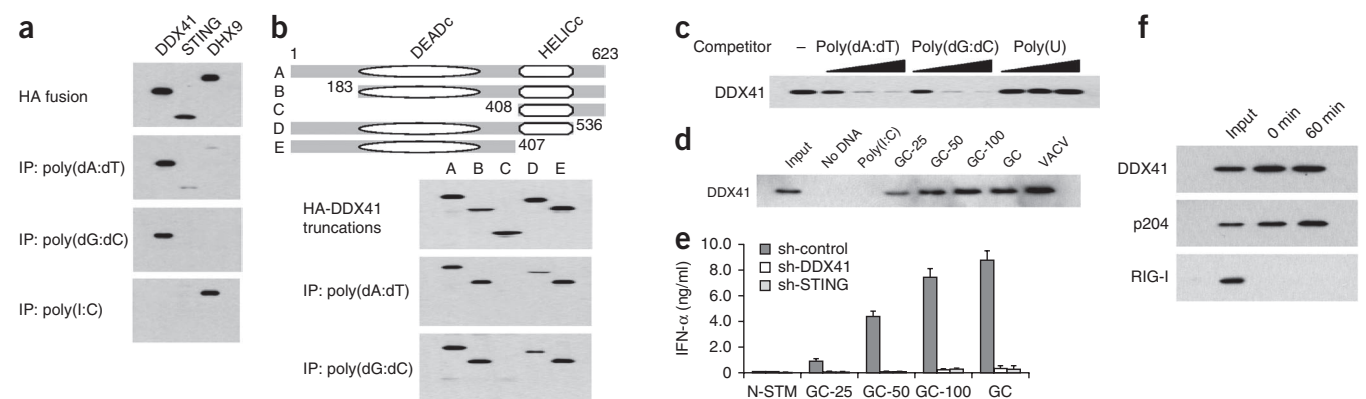 a
DDX41
STING
DHX9
HA fusion
IP: poly(dA:dT)
IP: poly(dG:dC)
IP: poly(I:C)
b
DEADc
HELICc
1
623
A
B
183
C
408
D
536
E
407
A B C D E
HA-DDX41
truncations
IP: poly(dA:dT)
IP: poly(dG:dC)
c
Competitor – Poly(dA:dT) Poly(dG:dC) Poly(U)
DDX41
d
Input
No DNA
Poly(I:C)
GC-25
GC-50
GC-100
GC
VACV
DDX41
e
IFN-α (ng/ml)
10.0
8.0
6.0
4.0
2.0
0
sh-control
sh-DDX41
sh-STING
N-STM GC-25 GC-50 GC-100 GC
f
Input
0 min
60 min
DDX41
p204
RIG-I